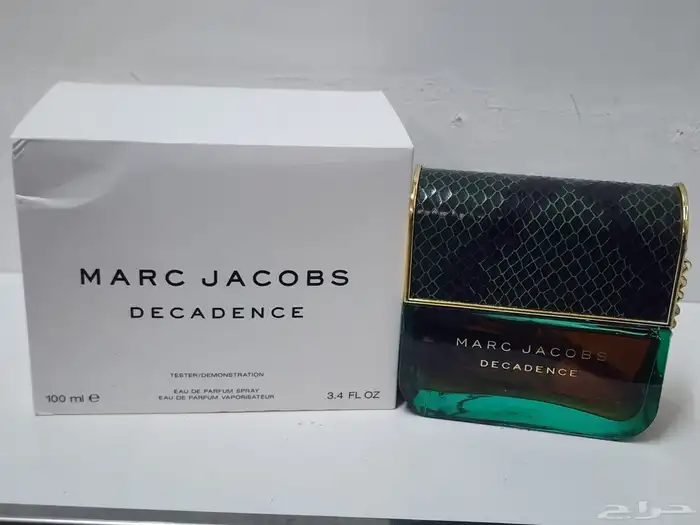 MARC JACOBS
DECADENCE
TESTER/DEMONSTRATION
EAU DE PARFUM SPRAY
EAU DE PARFUM VAPORISATEUR
100 ml ℮
3.4 FL OZ
MARC JACOBS
DECADENCE
حراج